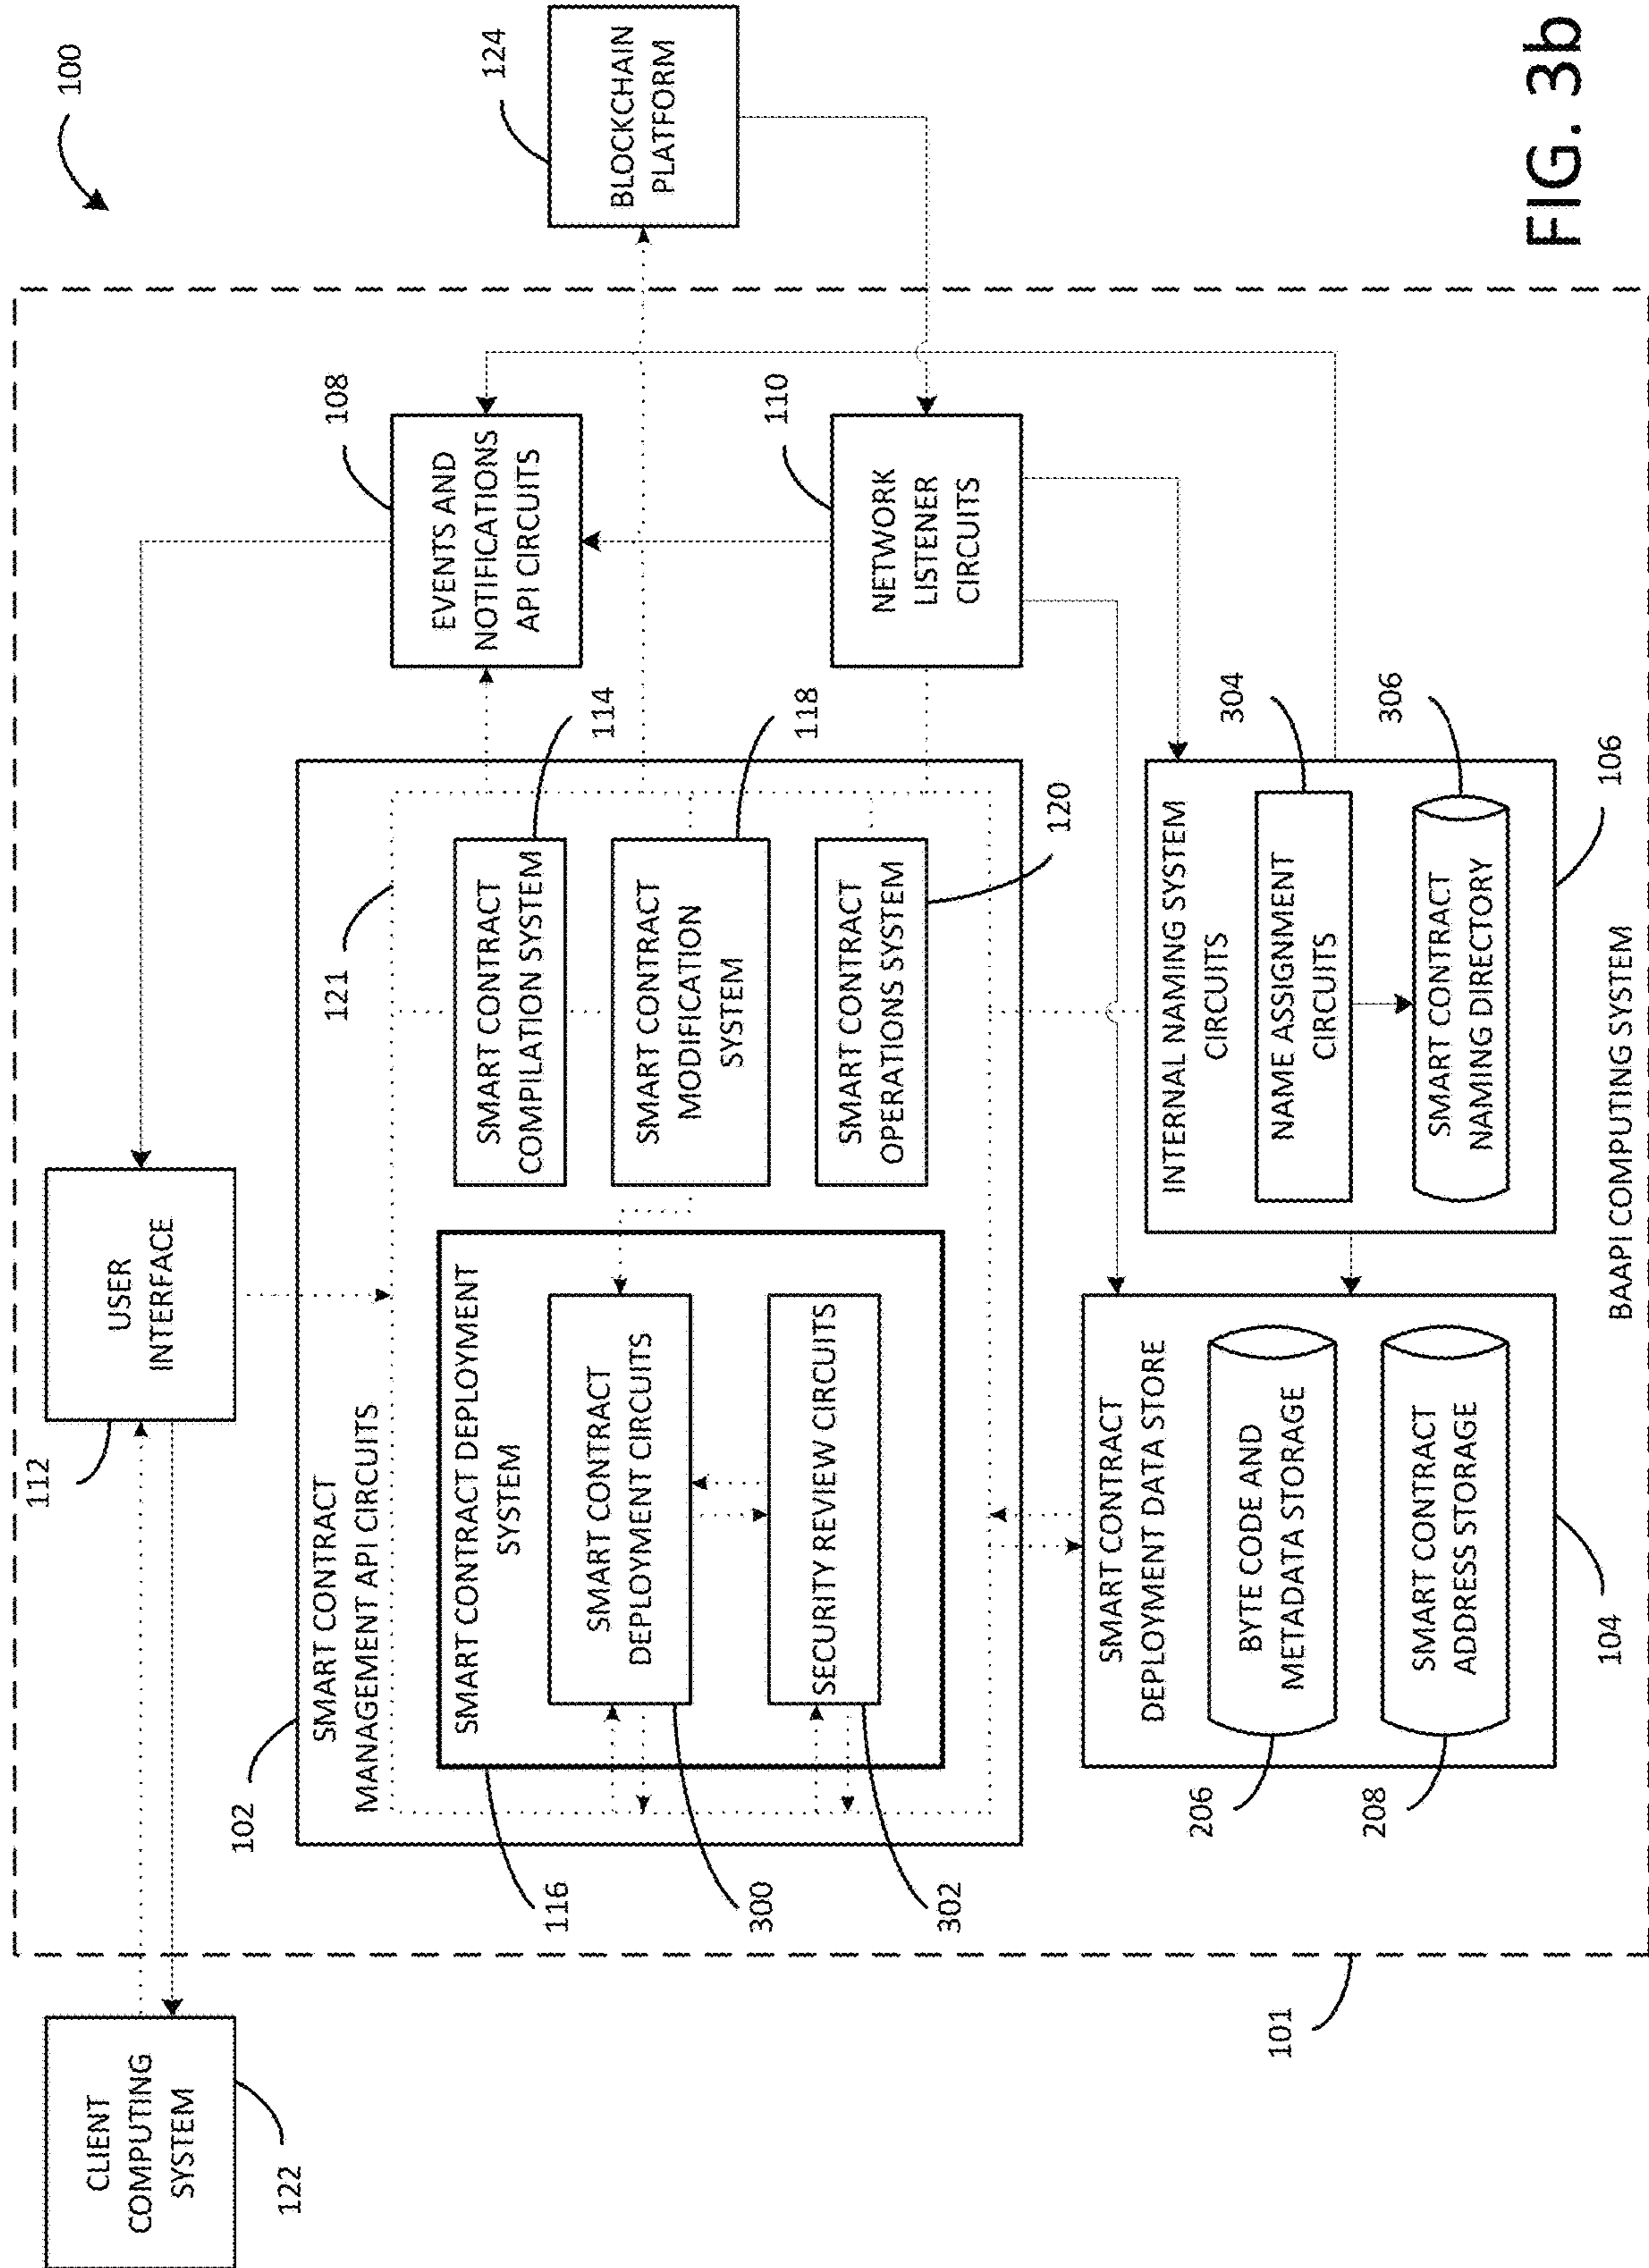 100
CLIENT
COMPUTING
SYSTEM
122
112
USER
INTERFACE
124
BLOCKCHAIN
PLATFORM
102
SMART CONTRACT
MANAGEMENT API CIRCUITS
121
116
SMART CONTRACT DEPLOYMENT
SYSTEM
SMART CONTRACT
DEPLOYMENT CIRCUITS
300
SECURITY REVIEW CIRCUITS
302
SMART CONTRACT
COMPILATION SYSTEM
114
SMART CONTRACT
MODIFICATION
SYSTEM
118
SMART CONTRACT
OPERATIONS SYSTEM
120
108
EVENTS AND
NOTIFICATIONS
API CIRCUITS
110
NETWORK
LISTENER
CIRCUITS
SMART CONTRACT
DEPLOYMENT DATA STORE
206
BYTE CODE AND
METADATA STORAGE
208
SMART CONTRACT
ADDRESS STORAGE
104
INTERNAL NAMING SYSTEM
CIRCUITS
304
NAME ASSIGNMENT
CIRCUITS
306
SMART CONTRACT
NAMING DIRECTORY
106
101
BAAPI COMPUTING SYSTEM
FIG. 3b